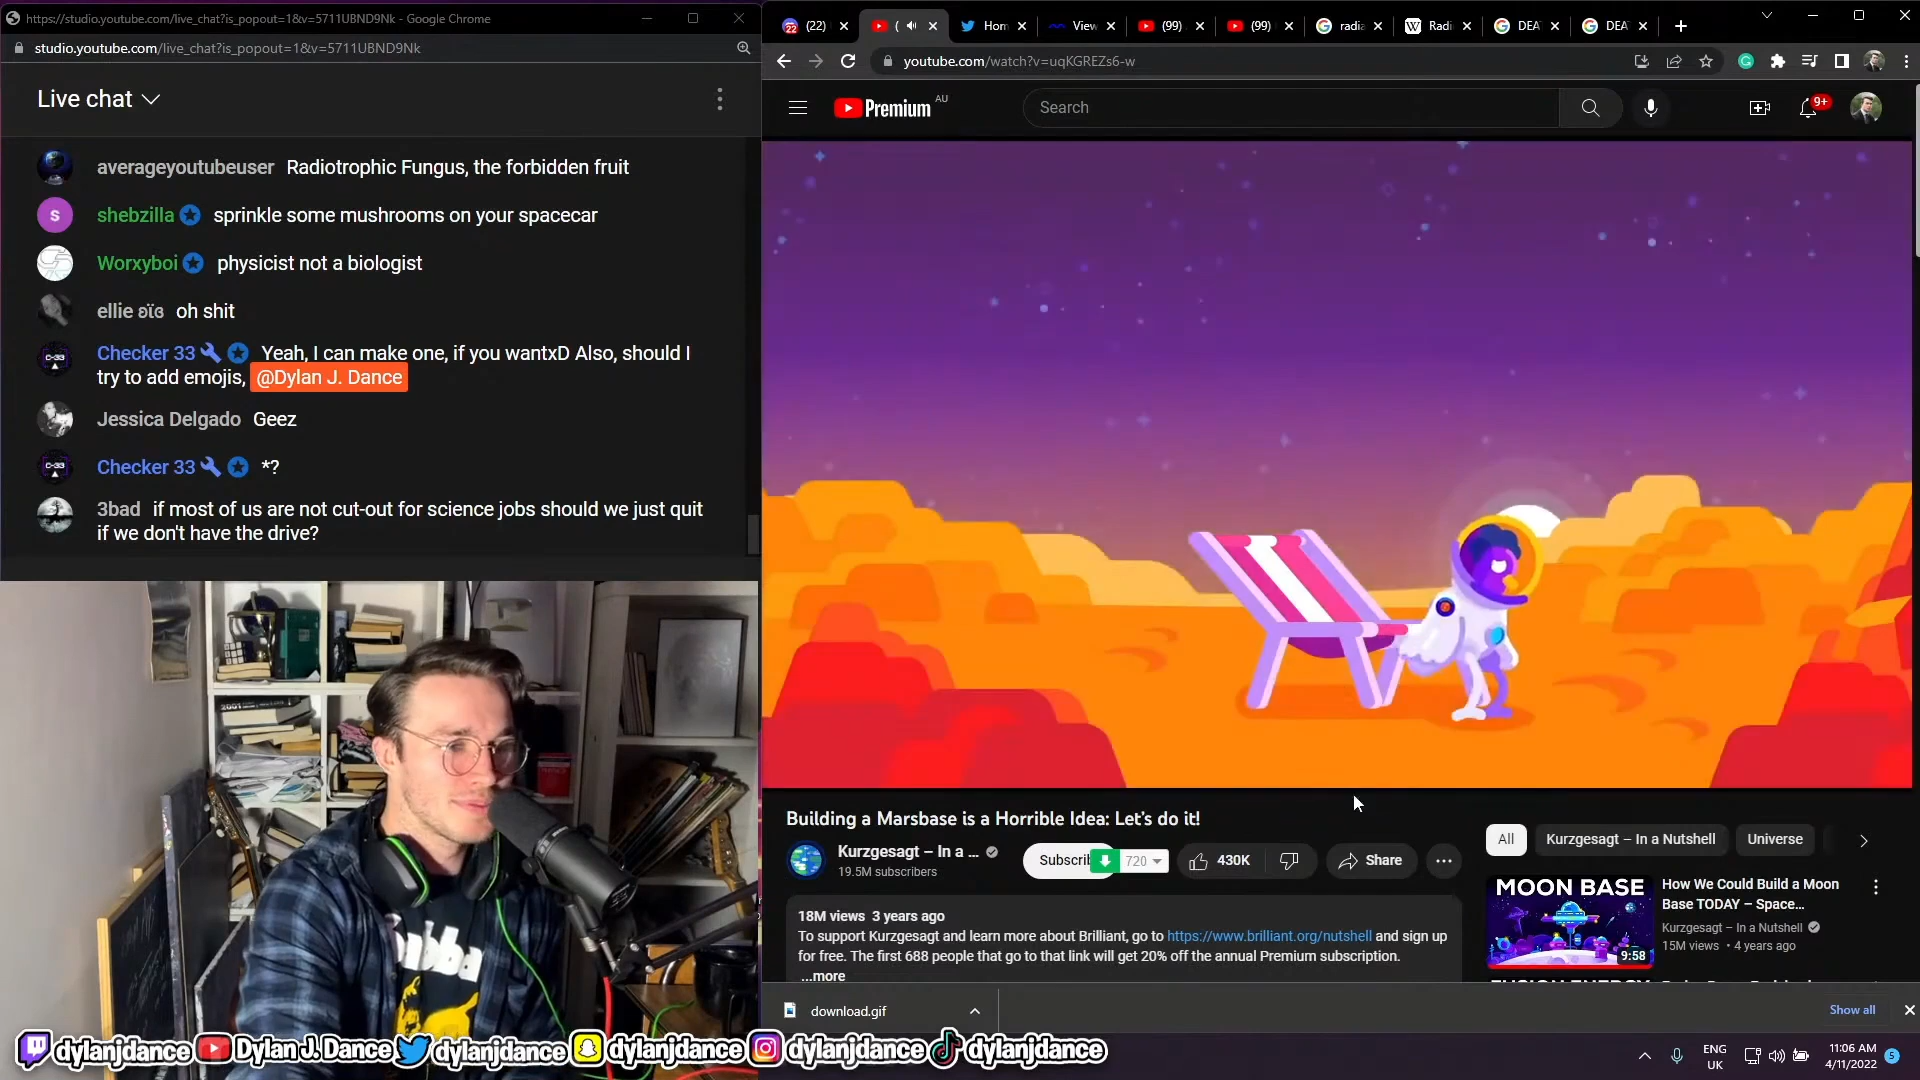 https://studio.youtube.com/live_chat?is_popout=1&v=5711UBND9Nk - Google Chrome
studio.youtube.com/live_chat?is_popout=1&v=5711UBND9Nk
Live chat
averageyoutubeuser Radiotrophic Fungus, the forbidden fruit
S shebzilla sprinkle some mushrooms on your spacecar
Worxyboi physicist not a biologist
ellie oh shit
C-33 Checker 33 Yeah, I can make one, if you wantxD Also, should I
try to add emojis, @Dylan J. Dance
Jessica Delgado Geez
C-33 Checker 33 *?
3bad if most of us are not cut-out for science jobs should we just quit
if we don't have the drive?
2001
22 (22) ( Hom View (99) (99) radia W Radi DEA DEA
youtube.com/watch?v=uqKGREZs6-w
Premium AU
Search
9+
Building a Marsbase is a Horrible Idea: Let's do it!
Kurzgesagt – In a ...
19.5M subscribers
Subscrib 720 430K Share
18M views 3 years ago
To support Kurzgesagt and learn more about Brilliant, go to https://www.brilliant.org/nutshell and sign up
for free. The first 688 people that go to that link will get 20% off the annual Premium subscription.
...more
All Kurzgesagt – In a Nutshell Universe
MOON BASE
9:58
How We Could Build a Moon
Base TODAY – Space...
Kurzgesagt – In a Nutshell
15M views • 4 years ago
download.gif
Show all
dylanjdance Dylan J. Dance dylanjdance dylanjdance dylanjdance dylanjdance
ENG
UK
11:06 AM
4/11/2022
5